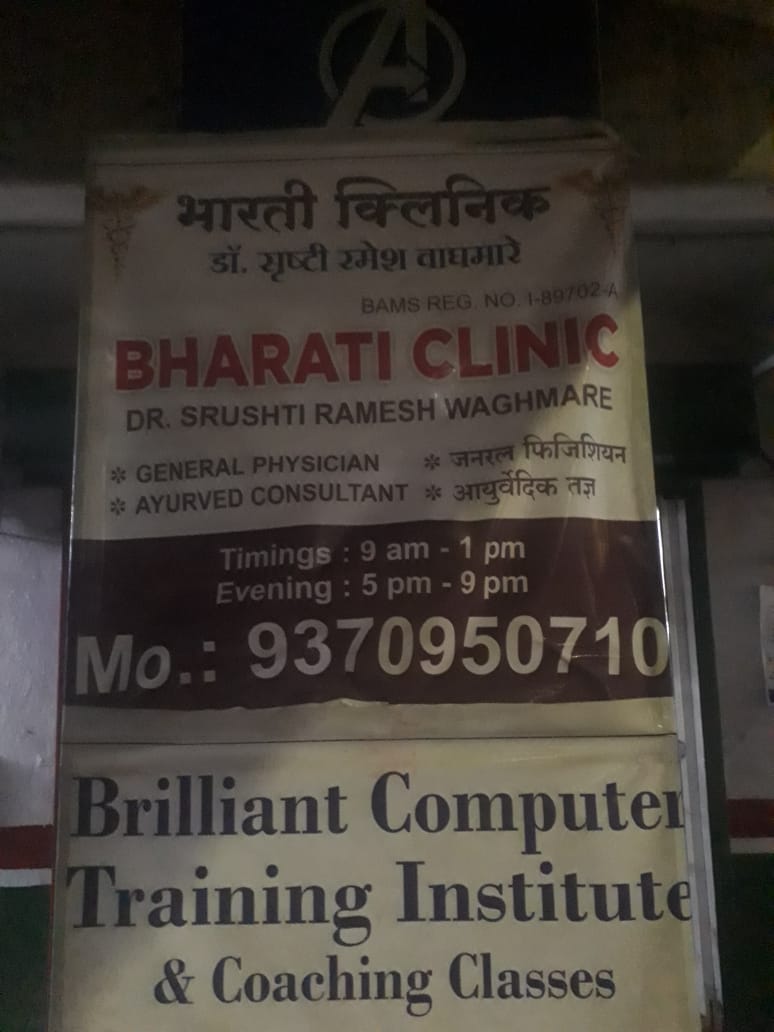 भारती क्लिनिक
डॉ. सृष्टी रमेश वाघमारे
BAMS REG. NO. I-89702-A
BHARATI CLINIC
DR. SRUSHTI RAMESH WAGHMARE
* GENERAL PHYSICIAN * जनरल फिजिशियन
* AYURVED CONSULTANT * आयुर्वेदिक तज्ञ
Timings : 9 am - 1 pm
Evening : 5 pm - 9 pm
Mo.: 9370950710
Brilliant Computer
Training Institute
& Coaching Classes